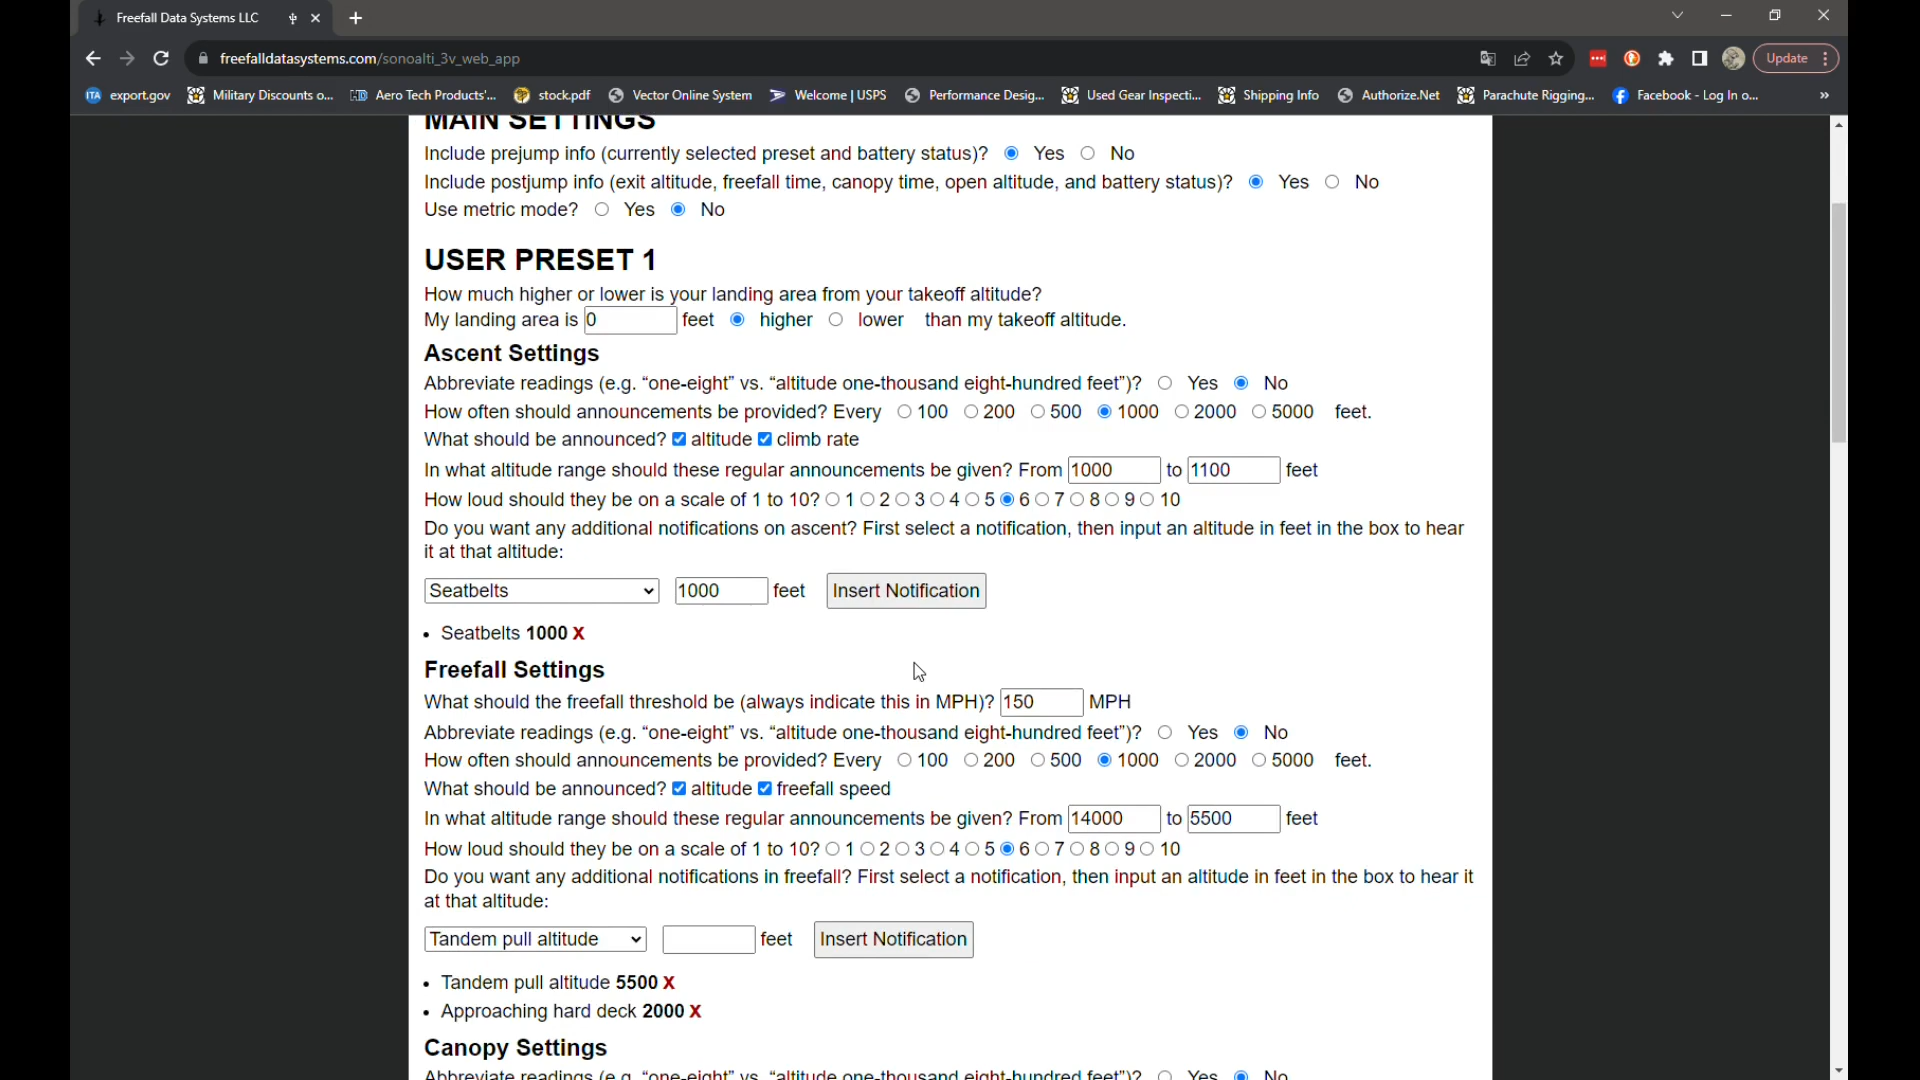 Freefall Data Systems LLC
freefalldatasystems.com/sonoalti_3v_web_app
Update
export.gov Military Discounts o... Aero Tech Products'... stock.pdf Vector Online System Welcome | USPS Performance Desig... Used Gear Inspecti... Shipping Info Authorize.Net Parachute Rigging... Facebook - Log In o... »
MAIN SETTINGS
Include prejump info (currently selected preset and battery status)? Yes No
Include postjump info (exit altitude, freefall time, canopy time, open altitude, and battery status)? Yes No
Use metric mode? Yes No
USER PRESET 1
How much higher or lower is your landing area from your takeoff altitude?
My landing area is 0 feet higher lower than my takeoff altitude.
Ascent Settings
Abbreviate readings (e.g. “one-eight” vs. “altitude one-thousand eight-hundred feet”)? Yes No
How often should announcements be provided? Every 100 200 500 1000 2000 5000 feet.
What should be announced? altitude climb rate
In what altitude range should these regular announcements be given? From 1000 to 1100 feet
How loud should they be on a scale of 1 to 10? 1 2 3 4 5 6 7 8 9 10
Do you want any additional notifications on ascent? First select a notification, then input an altitude in feet in the box to hear
it at that altitude:
Seatbelts 1000 feet Insert Notification
• Seatbelts 1000 X
Freefall Settings
What should the freefall threshold be (always indicate this in MPH)? 150 MPH
Abbreviate readings (e.g. “one-eight” vs. “altitude one-thousand eight-hundred feet”)? Yes No
How often should announcements be provided? Every 100 200 500 1000 2000 5000 feet.
What should be announced? altitude freefall speed
In what altitude range should these regular announcements be given? From 14000 to 5500 feet
How loud should they be on a scale of 1 to 10? 1 2 3 4 5 6 7 8 9 10
Do you want any additional notifications in freefall? First select a notification, then input an altitude in feet in the box to hear it
at that altitude:
Tandem pull altitude feet Insert Notification
• Tandem pull altitude 5500 X
• Approaching hard deck 2000 X
Canopy Settings
Abbreviate readings (e.g. “one-eight” vs. “altitude one-thousand eight-hundred feet”)? Yes No